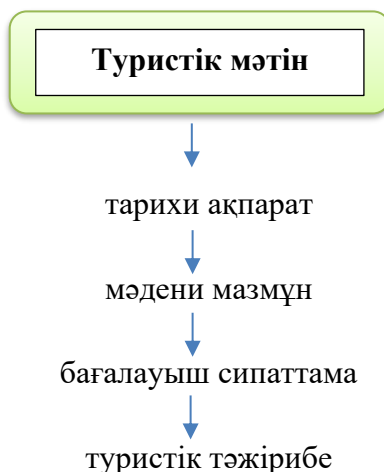 Туристік мәтін
тарихи ақпарат
мәдени мазмұн
бағалауыш сипаттама
туристік тәжірибе